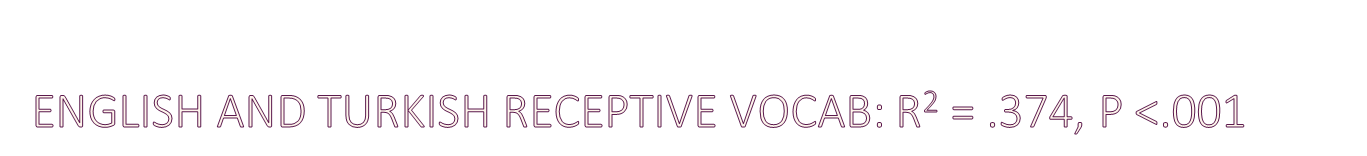 ENGLISH AND TURKISH RECEPTIVE VOCAB: R² = .374, P <.001